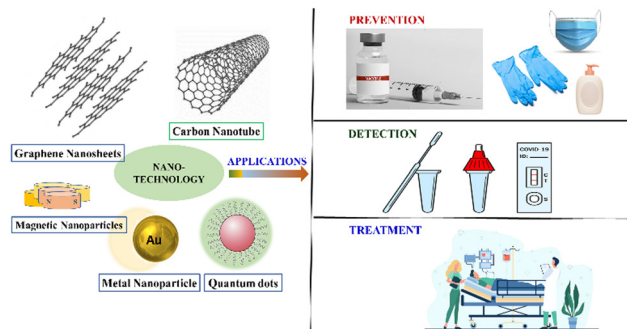 PREVENTION
Carbon Nanotube
Graphene Nanosheets
NANO-
TECHNOLOGY
APPLICATIONS
N S
Magnetic Nanoparticles
Au
Metal Nanoparticle
Quantum dots
DETECTION
COVID 19
ID:
C
T
S
TREATMENT